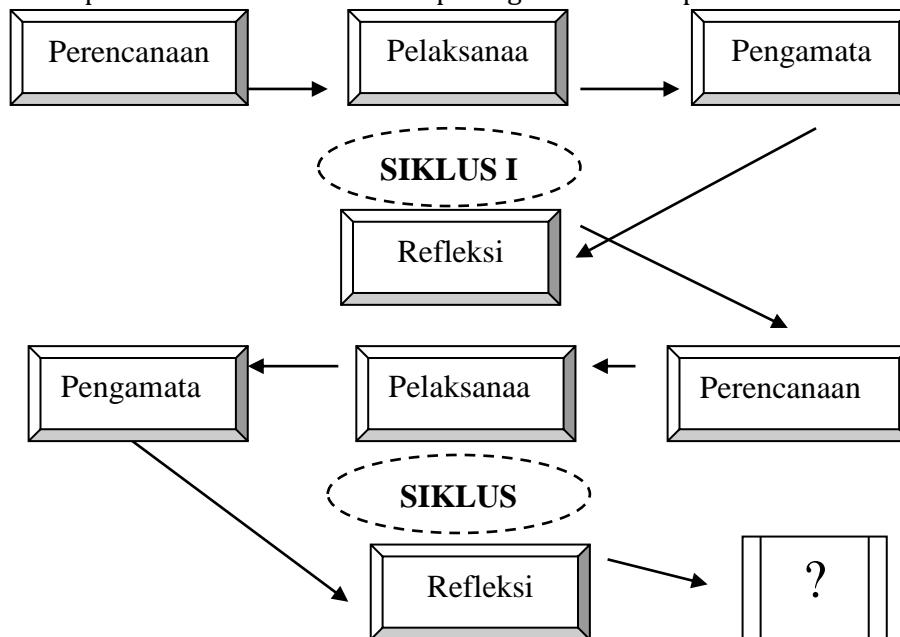 Perencanaan
Pelaksanaa
Pengamata
SIKLUS I
Refleksi
Pengamata
Pelaksanaa
Perencanaan
SIKLUS
Refleksi
?